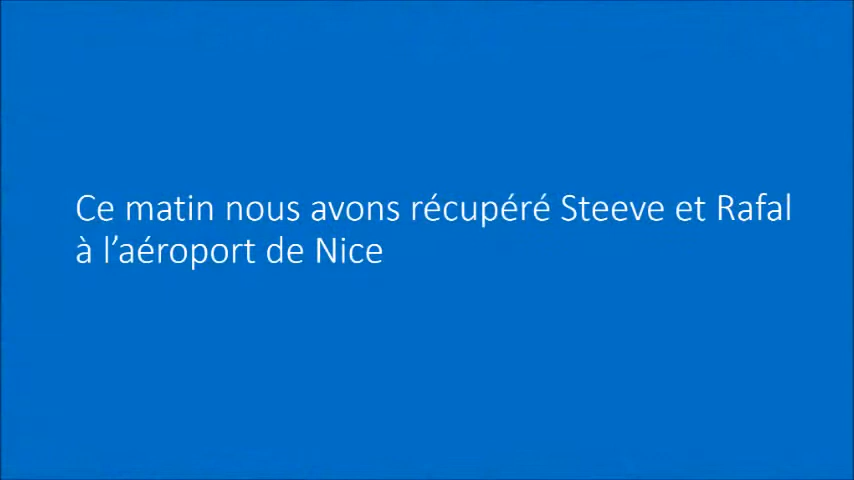 Ce matin nous avons récupéré Steeve et Rafal
à l’aéroport de Nice